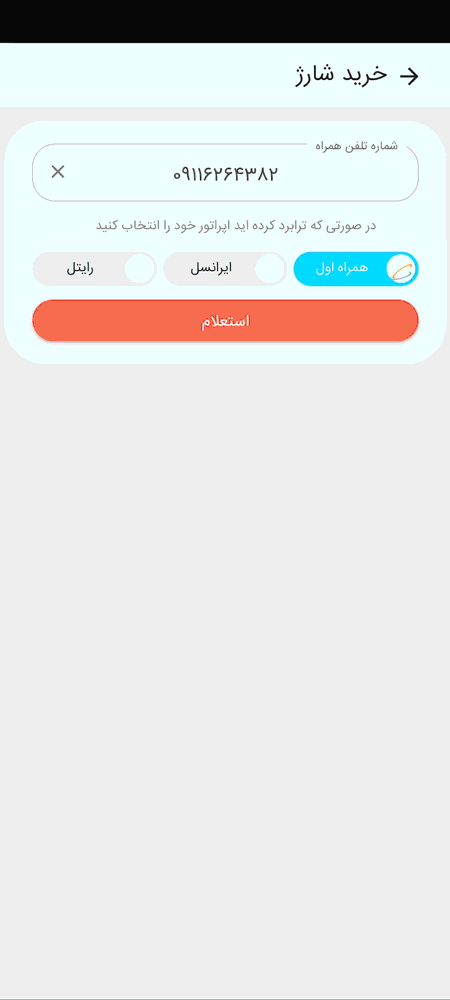 خرید شارژ
شماره تلفن همراه
۰۹۱۱۶۲۶۴۳۸۲
در صورتی که ترابرد کرده اید اپراتور خود را انتخاب کنید
همراه اول ایرانسل رایتل
استعلام